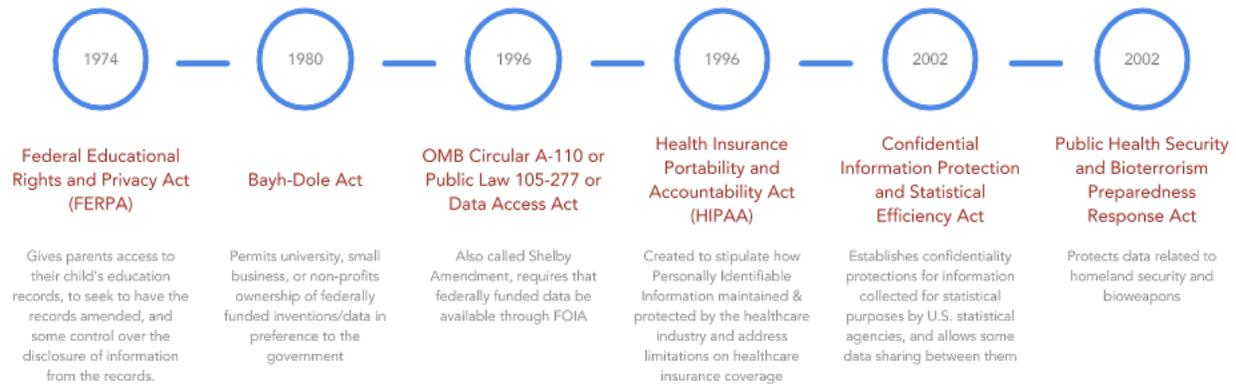 1974
Federal Educational
Rights and Privacy Act
(FERPA)
Gives parents access to
their child's education
records, to seek to have the
records amended, and
some control over the
disclosure of information
from the records.
1980
Bayh-Dole Act
Permits university, small
business, or non-profits
ownership of federally
funded inventions/data in
preference to the
government
1996
OMB Circular A-110 or
Public Law 105-277 or
Data Access Act
Also called Shelby
Amendment, requires that
federally funded data be
available through FOIA
1996
Health Insurance
Portability and
Accountability Act
(HIPAA)
Created to stipulate how
Personally Identifiable
Information maintained &
protected by the healthcare
industry and address
limitations on healthcare
insurance coverage
2002
Confidential
Information Protection
and Statistical
Efficiency Act
Establishes confidentiality
protections for information
collected for statistical
purposes by U.S. statistical
agencies, and allows some
data sharing between them
2002
Public Health Security
and Bioterrorism
Preparedness
Response Act
Protects data related to
homeland security and
bioweapons